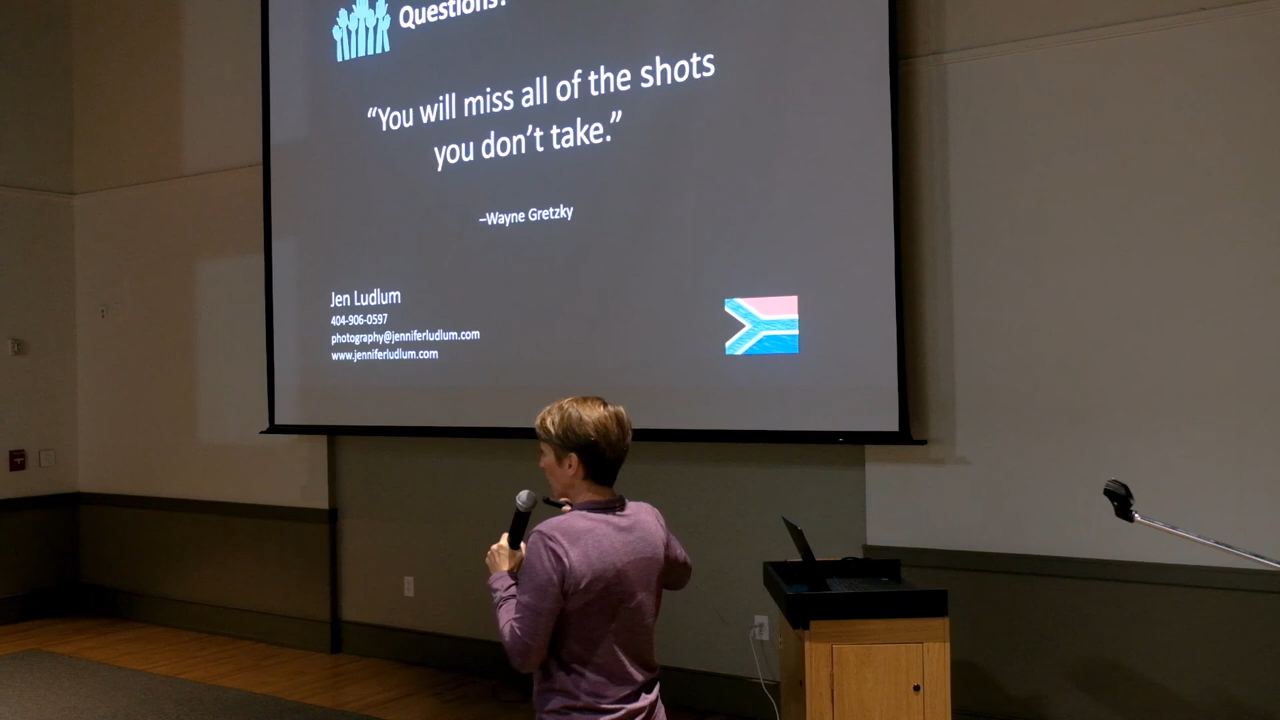 Questions?
“You will miss all of the shots
you don’t take.”
–Wayne Gretzky
Jen Ludlum
404-906-0597
photography@jenniferludlum.com
www.jenniferludlum.com